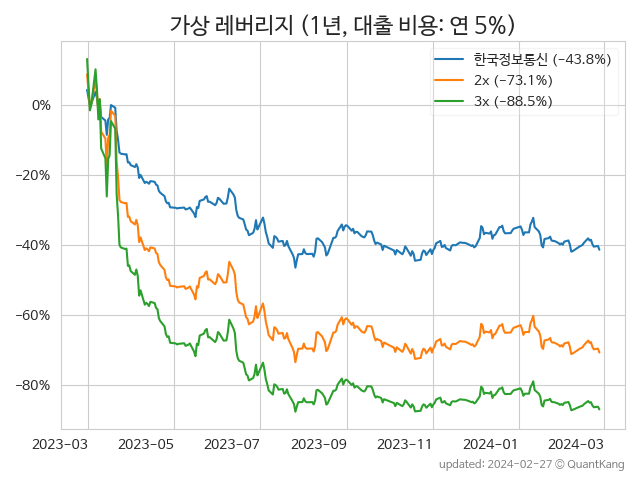 가상 레버리지 (1년, 대출 비용: 연 5%)
한국정보통신 (−43.8%)
2x (−73.1%)
3x (−88.5%)
0%
−20%
−40%
−60%
−80%
2023-03 2023-05 2023-07 2023-09 2023-11 2024-01 2024-03
updated: 2024-02-27 © QuantKang